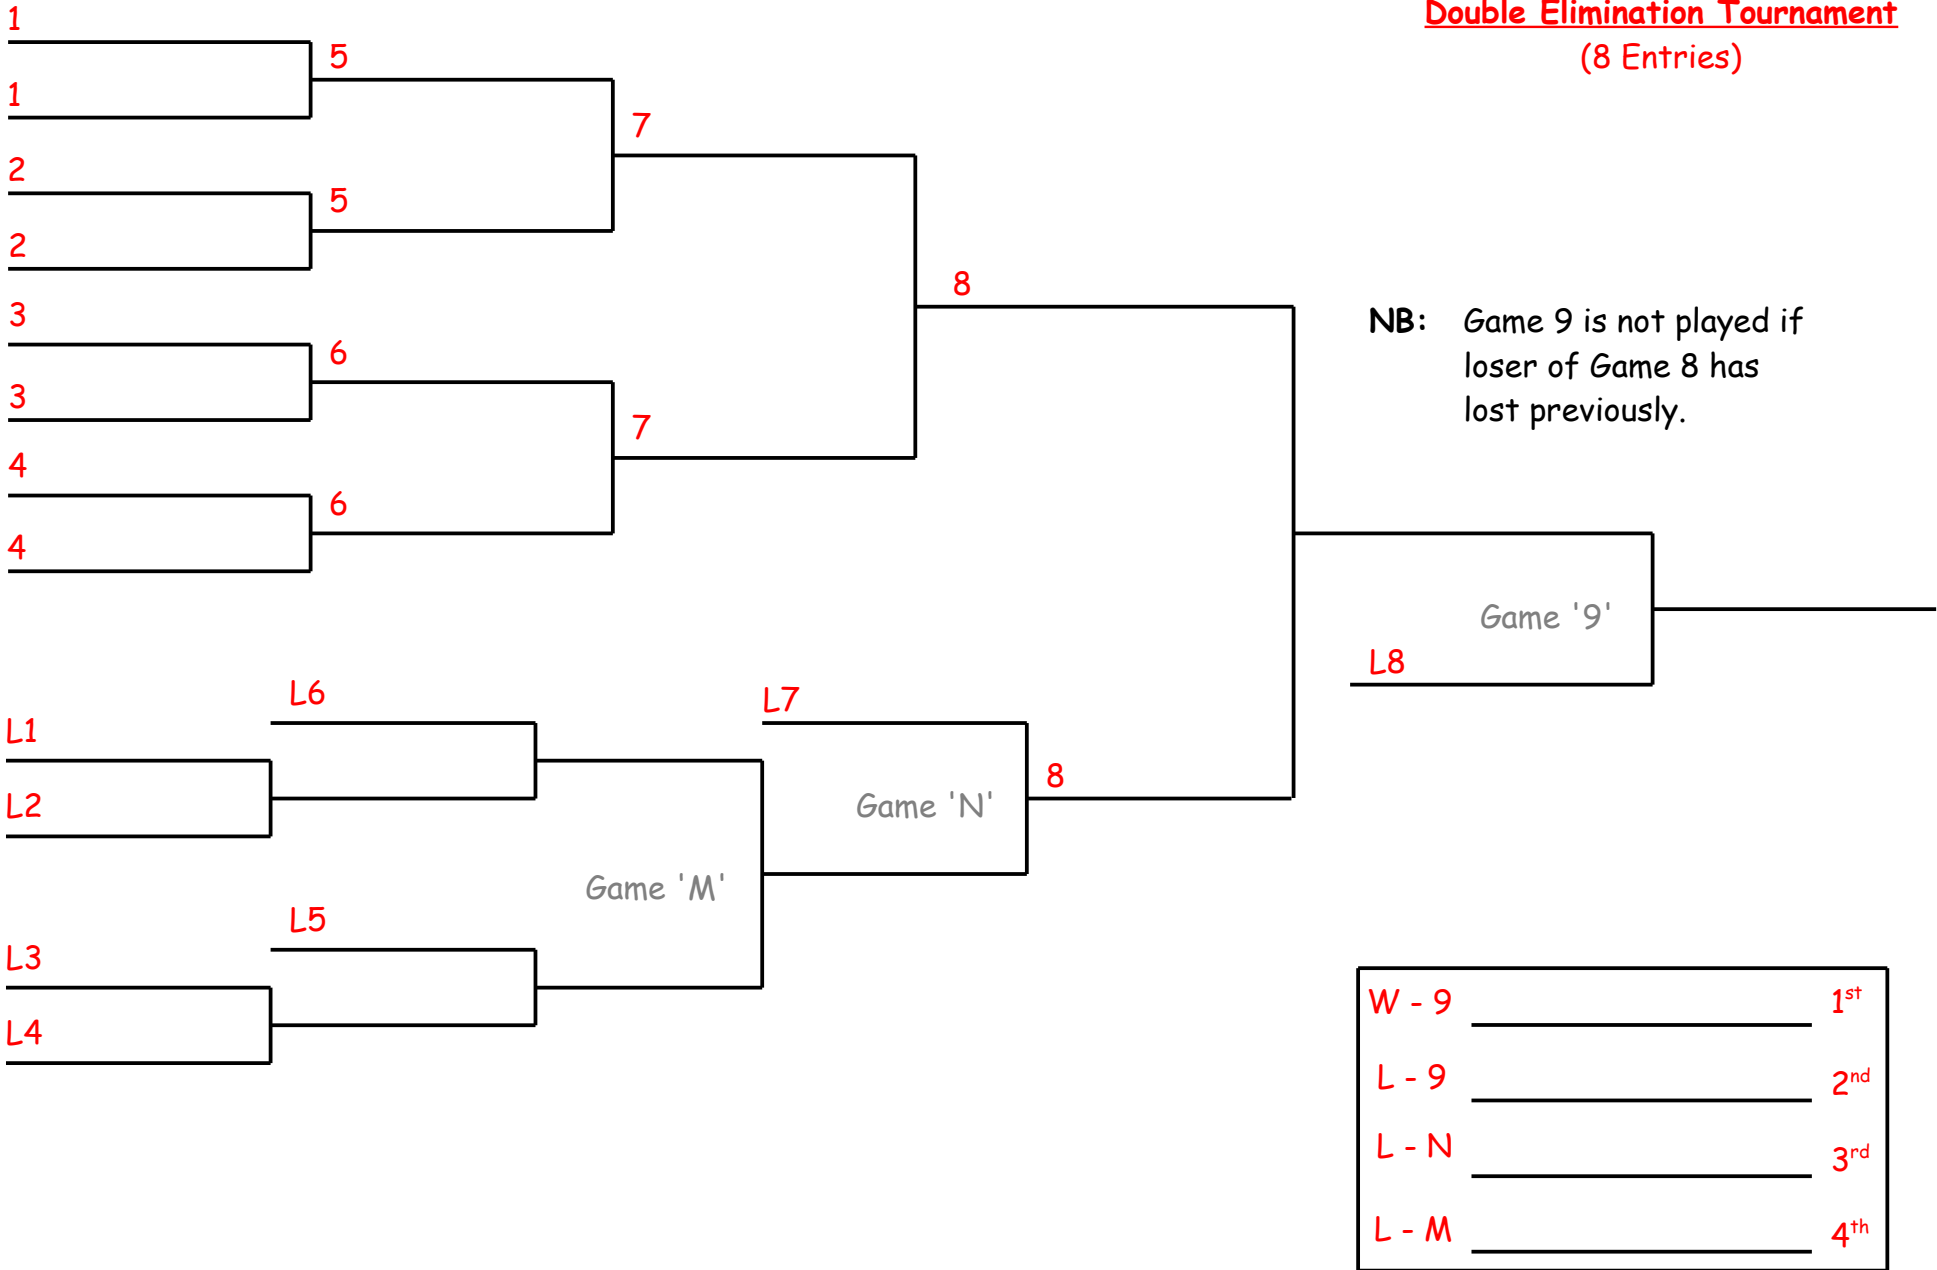 Double Elimination Tournament
(8 Entries)
1
5
1
7
2
5
2
8
3
NB: Game 9 is not played if
loser of Game 8 has
lost previously.
6
3
7
4
6
4
Game '9'
L8
L6
L7
L1
8
L2
Game 'N'
Game 'M'
L5
L3
L4
W - 9 1st
L - 9 2nd
L - N 3rd
L - M 4th